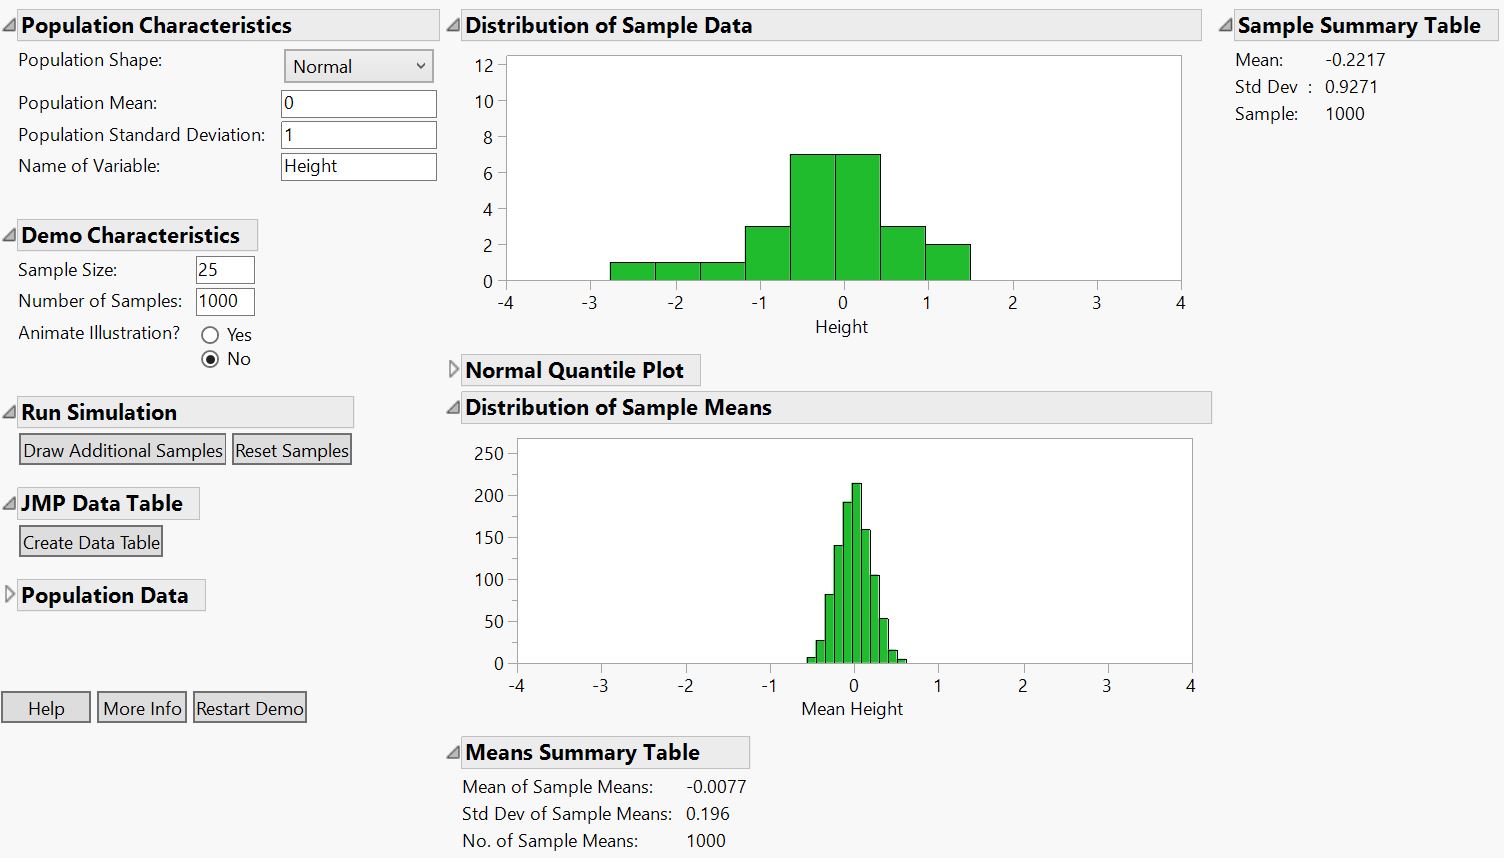 Population Characteristics
Population Shape: Normal
Population Mean: 0
Population Standard Deviation: 1
Name of Variable: Height
Demo Characteristics
Sample Size: 25
Number of Samples: 1000
Animate Illustration? Yes
No
Run Simulation
Draw Additional Samples Reset Samples
JMP Data Table
Create Data Table
Population Data
Help More Info Restart Demo
Distribution of Sample Data
12
10
8
6
4
2
0
-4 -3 -2 -1 0 1 2 3 4
Height
Normal Quantile Plot
Distribution of Sample Means
250
200
150
100
50
0
-4 -3 -2 -1 0 1 2 3 4
Mean Height
Means Summary Table
Mean of Sample Means: -0.0077
Std Dev of Sample Means: 0.196
No. of Sample Means: 1000
Sample Summary Table
Mean: -0.2217
Std Dev : 0.9271
Sample: 1000